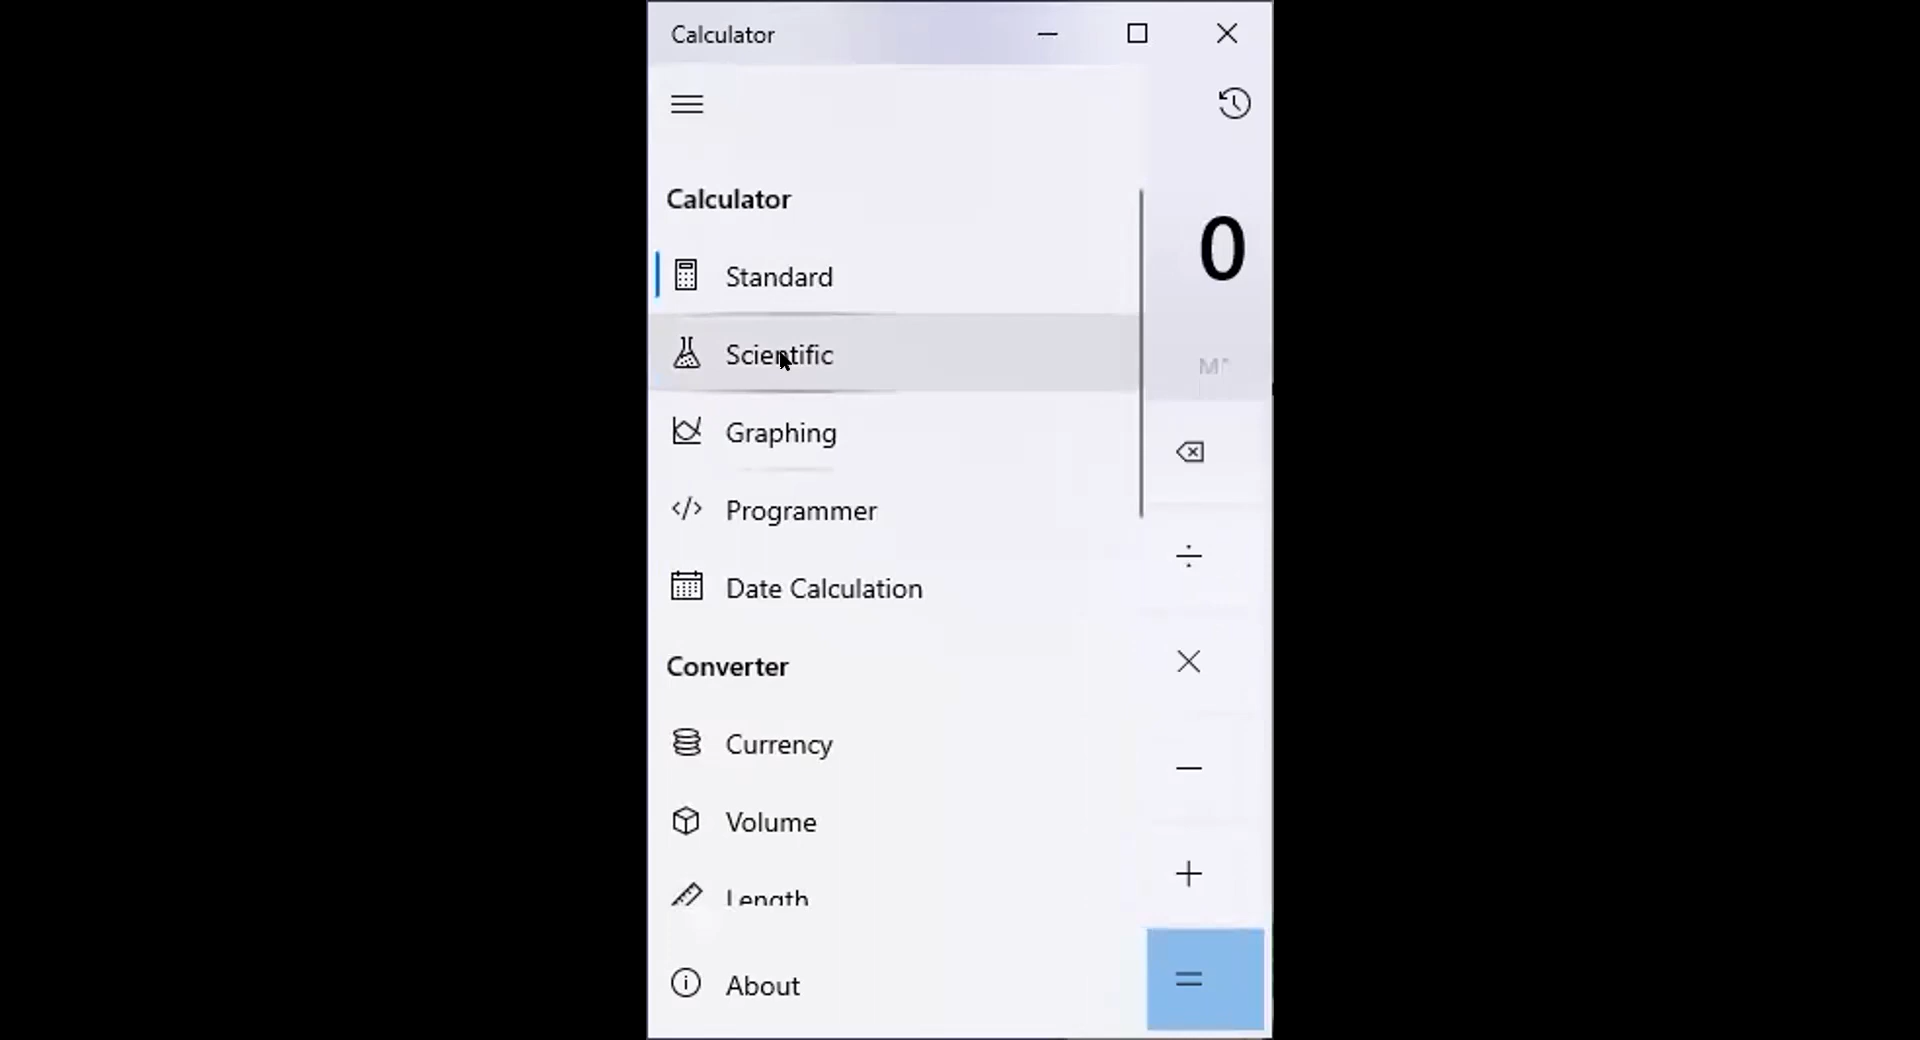 Calculator
Calculator
0
Standard
Scientific
M˅
Graphing
Programmer
÷
Date Calculation
Converter
×
Currency
−
Volume
+
Length
=
About